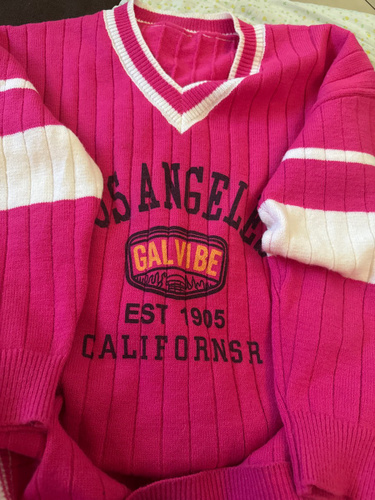 OS ANGELE
GALVIBE
EST 1905
CALIFORNSR